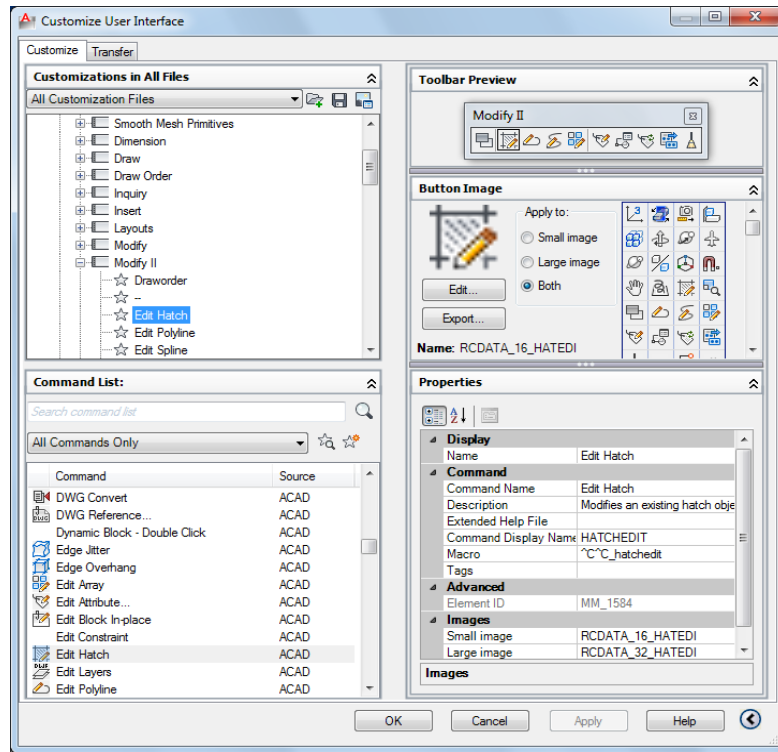 Customize User Interface
Customize Transfer
Customizations in All Files
All Customization Files
Smooth Mesh Primitives
Dimension
Draw
Draw Order
Inquiry
Insert
Layouts
Modify
Modify II
Draworder
--
Edit Hatch
Edit Polyline
Edit Spline
Command List:
Search command list
All Commands Only
Command Source
DWG Convert ACAD
DWG Reference... ACAD
Dynamic Block - Double Click ACAD
Edge Jitter ACAD
Edge Overhang ACAD
Edit Array ACAD
Edit Attribute... ACAD
Edit Block In-place ACAD
Edit Constraint ACAD
Edit Hatch ACAD
Edit Layers ACAD
Edit Polyline ACAD
Toolbar Preview
Modify II
Button Image
Apply to:
Small image
Large image
Both
Edit...
Export...
Name: RCDATA_16_HATEDI
Properties
Display
Name Edit Hatch
Command
Command Name Edit Hatch
Description Modifies an existing hatch obje
Extended Help File
Command Display Name HATCHEDIT
Macro ^C^C_hatchedit
Tags
Advanced
Element ID MM_1584
Images
Small image RCDATA_16_HATEDI
Large image RCDATA_32_HATEDI
Images
OK Cancel Apply Help